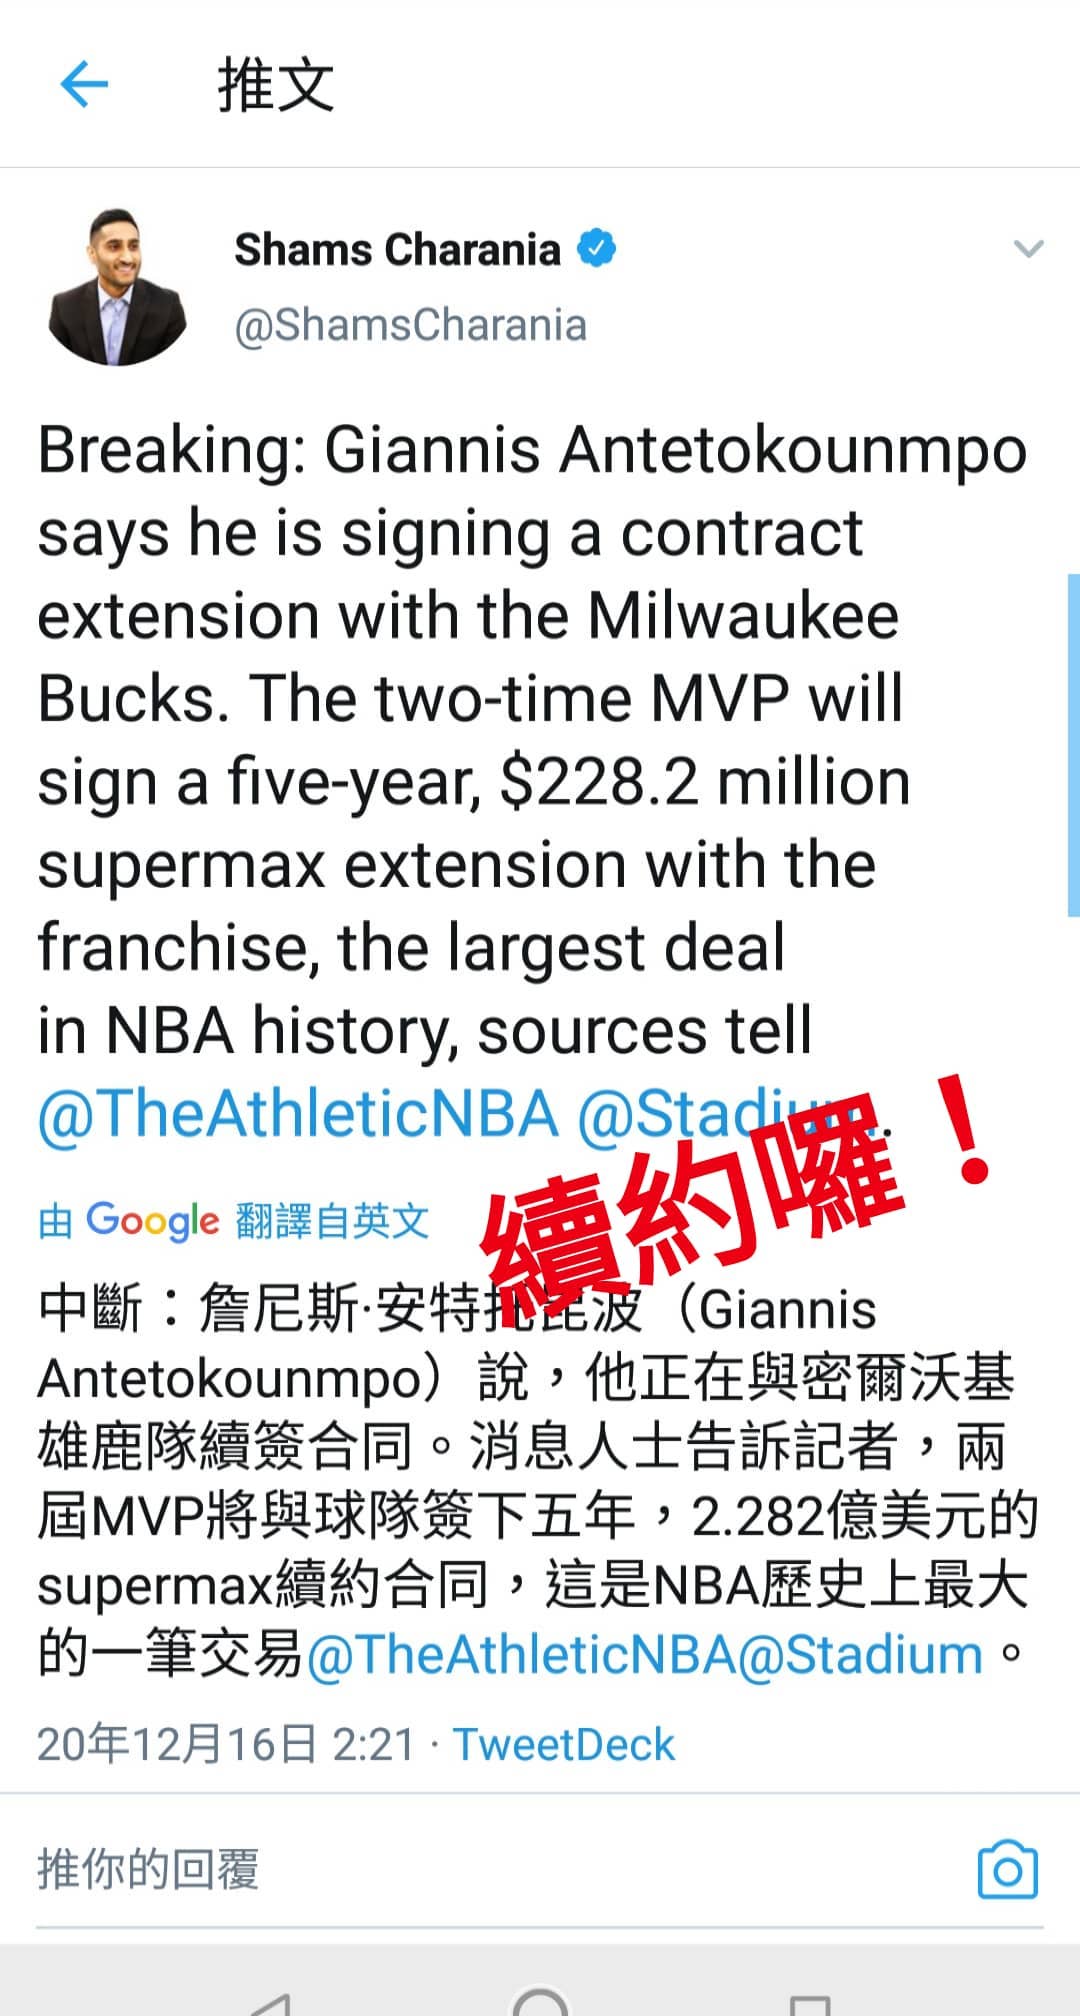 推文
Shams Charania
@ShamsCharania
Breaking: Giannis Antetokounmpo
says he is signing a contract
extension with the Milwaukee
Bucks. The two-time MVP will
sign a five-year, $228.2 million
supermax extension with the
franchise, the largest deal
in NBA history, sources tell
@TheAthleticNBA @Stadium.
續約囉！
由 Google 翻譯自英文
中斷：詹尼斯·安特托昆波（Giannis
Antetokounmpo）說，他正在與密爾沃基
雄鹿隊續簽合同。消息人士告訴記者，兩
屆MVP將與球隊簽下五年，2.282億美元的
supermax續約合同，這是NBA歷史上最大
的一筆交易@TheAthleticNBA@Stadium。
20年12月16日 2:21 · TweetDeck
推你的回覆